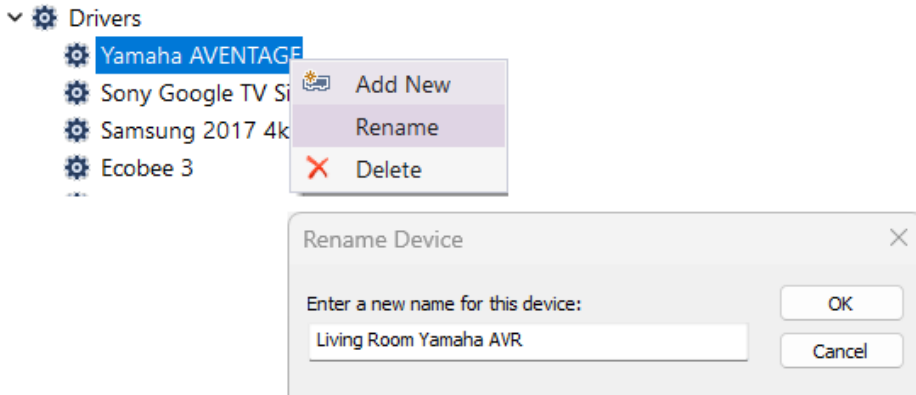 Drivers
Yamaha AVENTAGE
Add New
Sony Google TV Si
Rename
Samsung 2017 4k
Delete
Ecobee 3
Rename Device
Enter a new name for this device:
OK
Living Room Yamaha AVR
Cancel